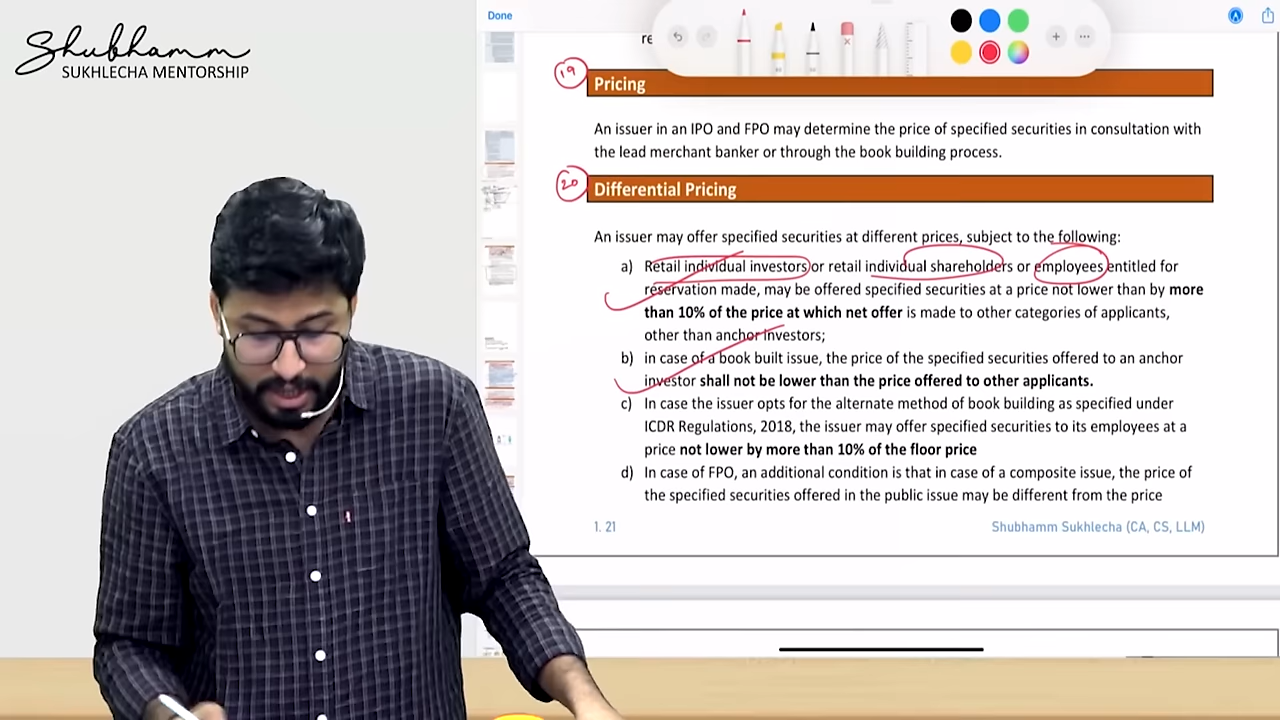 Shubhamm
SUKHLECHA MENTORSHIP
Done
re
19
Pricing
An issuer in an IPO and FPO may determine the price of specified securities in consultation with
the lead merchant banker or through the book building process.
20
Differential Pricing
An issuer may offer specified securities at different prices, subject to the following:
a) Retail individual investors or retail individual shareholders or employees entitled for
reservation made, may be offered specified securities at a price not lower than by more
than 10% of the price at which net offer is made to other categories of applicants,
other than anchor investors;
b) in case of a book built issue, the price of the specified securities offered to an anchor
investor shall not be lower than the price offered to other applicants.
c) In case the issuer opts for the alternate method of book building as specified under
ICDR Regulations, 2018, the issuer may offer specified securities to its employees at a
price not lower by more than 10% of the floor price
d) In case of FPO, an additional condition is that in case of a composite issue, the price of
the specified securities offered in the public issue may be different from the price
1. 21
Shubhamm Sukhlecha (CA, CS, LLM)